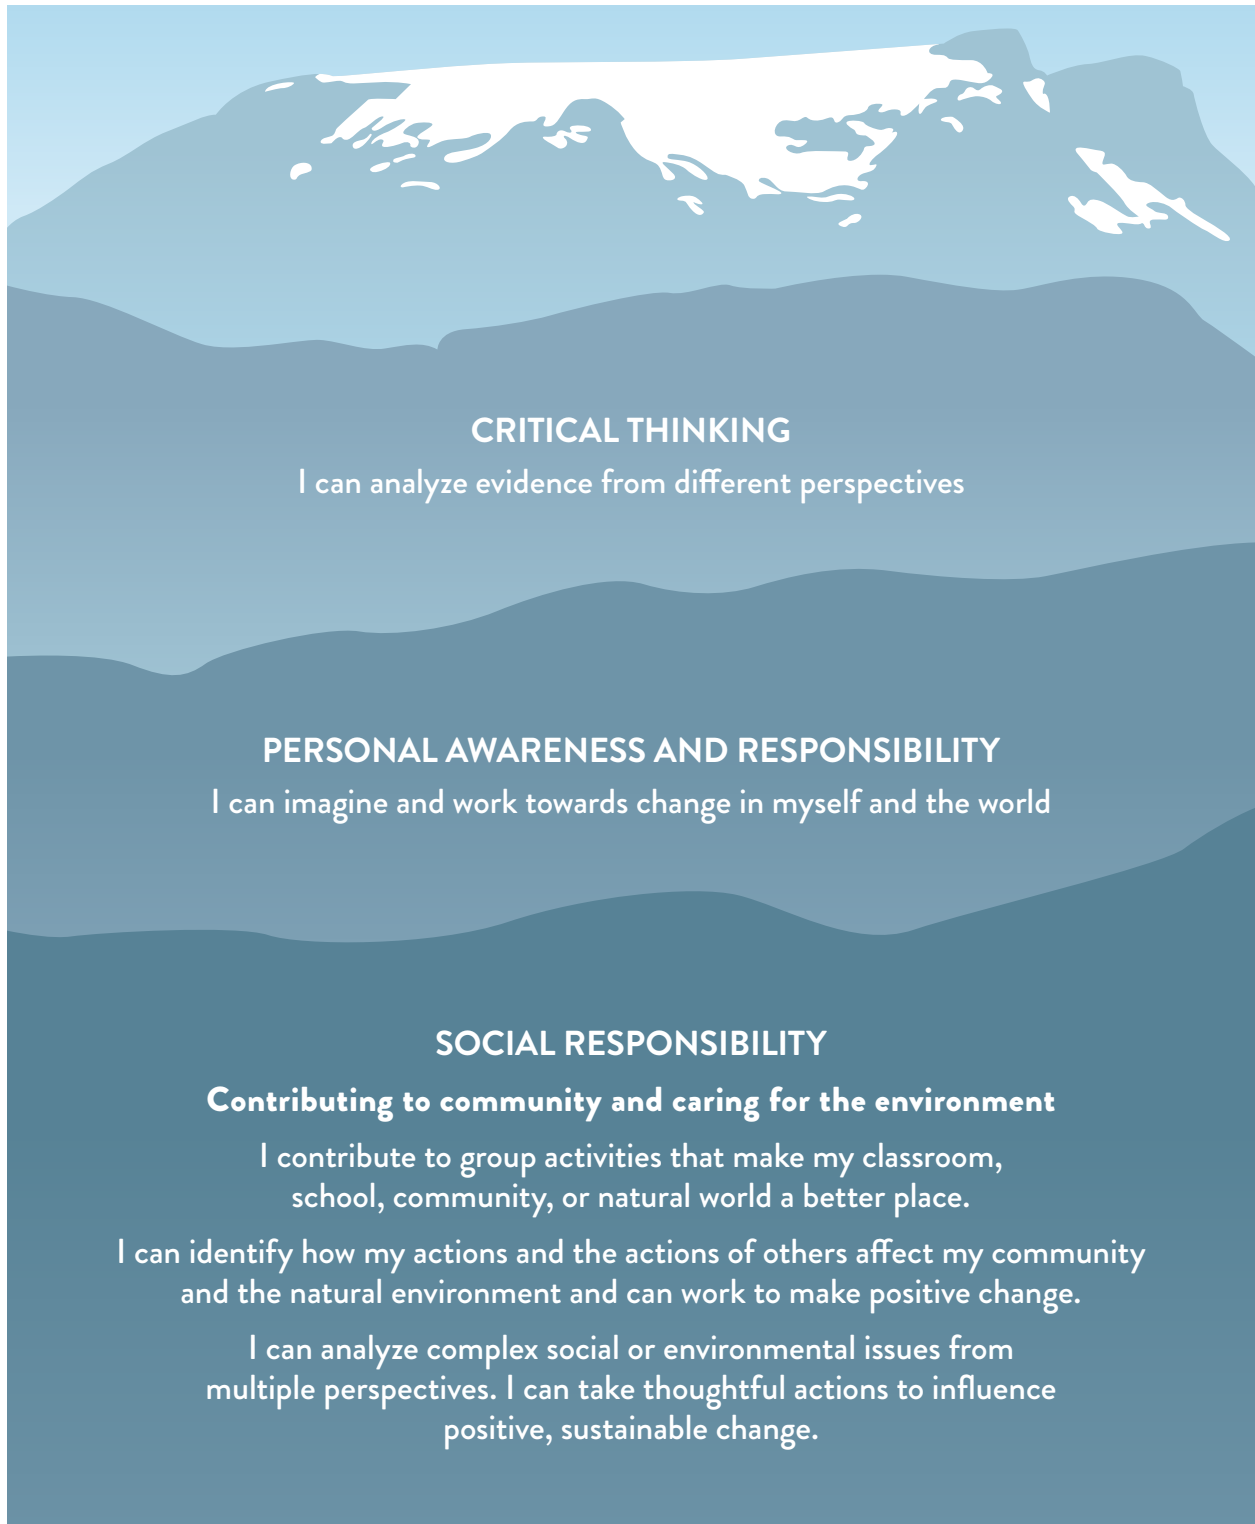 CRITICAL THINKING
I can analyze evidence from different perspectives
PERSONAL AWARENESS AND RESPONSIBILITY
I can imagine and work towards change in myself and the world
SOCIAL RESPONSIBILITY
Contributing to community and caring for the environment
I contribute to group activities that make my classroom,
school, community, or natural world a better place.
I can identify how my actions and the actions of others affect my community
and the natural environment and can work to make positive change.
I can analyze complex social or environmental issues from
multiple perspectives. I can take thoughtful actions to influence
positive, sustainable change.